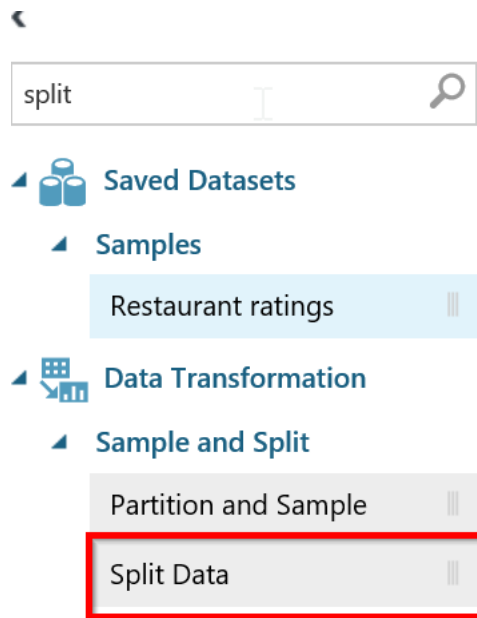 split
Saved Datasets
Samples
Restaurant ratings
Data Transformation
Sample and Split
Partition and Sample
Split Data